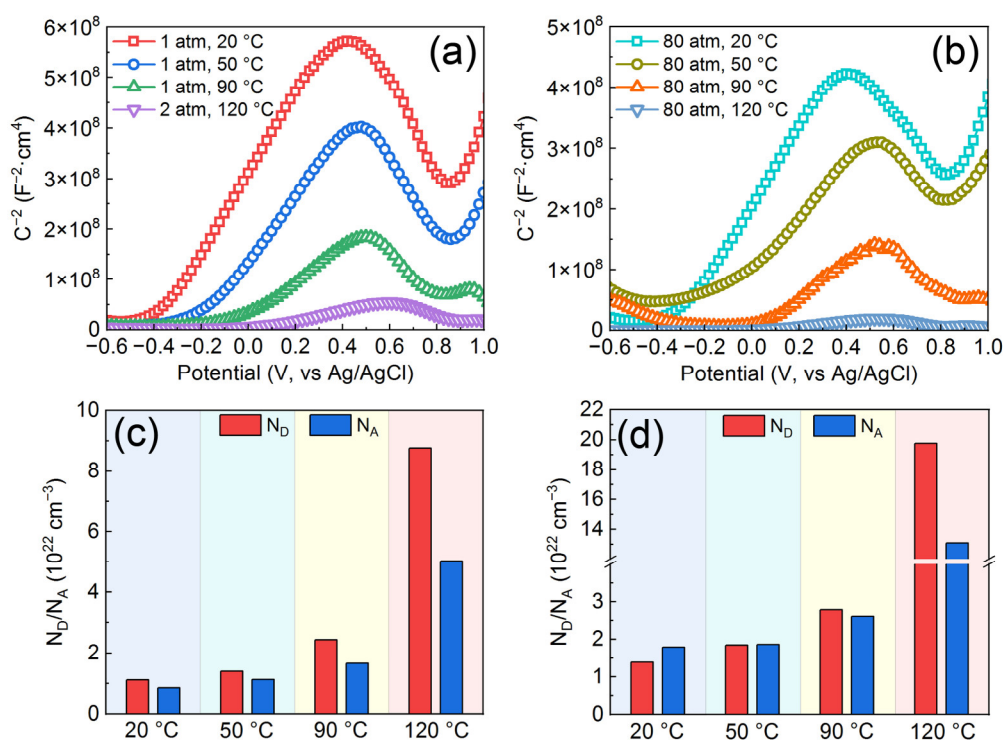 (a)
1 atm, 20 °C
1 atm, 50 °C
1 atm, 90 °C
2 atm, 120 °C
6×10⁸
5×10⁸
4×10⁸
3×10⁸
2×10⁸
1×10⁸
0
C⁻² (F⁻²·cm⁴)
−0.6 −0.4 −0.2 0.0 0.2 0.4 0.6 0.8 1.0
Potential (V, vs Ag/AgCl)
(b)
80 atm, 20 °C
80 atm, 50 °C
80 atm, 90 °C
80 atm, 120 °C
5×10⁸
4×10⁸
3×10⁸
2×10⁸
1×10⁸
0
C⁻² (F⁻²·cm⁴)
−0.6 −0.4 −0.2 0.0 0.2 0.4 0.6 0.8 1.0
Potential (V, vs Ag/AgCl)
(c)
N_D N_A
10
8
6
4
2
0
N_D/N_A (10²² cm⁻³)
20 °C 50 °C 90 °C 120 °C
(d)
N_D N_A
22
20
18
16
14
3
2
1
0
N_D/N_A (10²² cm⁻³)
20 °C 50 °C 90 °C 120 °C